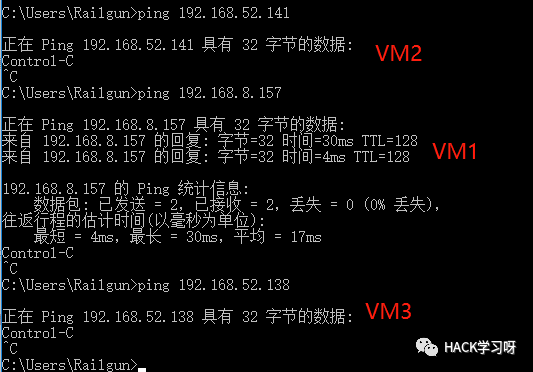 C:\Users\Railgun>ping 192.168.52.141
正在 Ping 192.168.52.141 具有 32 字节的数据:
VM2
Control-C
^C
C:\Users\Railgun>ping 192.168.8.157
正在 Ping 192.168.8.157 具有 32 字节的数据:
来自 192.168.8.157 的回复: 字节=32 时间=30ms TTL=128
来自 192.168.8.157 的回复: 字节=32 时间=4ms TTL=128
VM1
192.168.8.157 的 Ping 统计信息:
数据包: 已发送 = 2，已接收 = 2，丢失 = 0 (0% 丢失)，
往返行程的估计时间(以毫秒为单位):
最短 = 4ms，最长 = 30ms，平均 = 17ms
Control-C
^C
C:\Users\Railgun>ping 192.168.52.138
正在 Ping 192.168.52.138 具有 32 字节的数据:
VM3
Control-C
^C
C:\Users\Railgun>
HACK学习呀